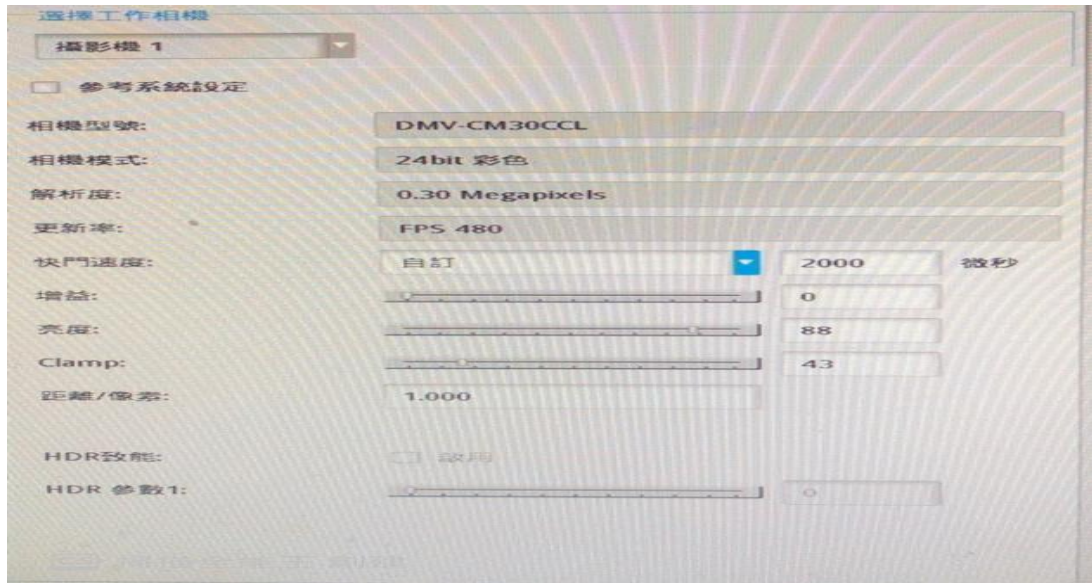 選擇工作相機
攝影機 1
參考系統設定
相機型號: DMV-CM30CCL
相機模式: 24bit 彩色
解析度: 0.30 Megapixels
更新率: FPS 480
快門速度: 自訂 2000 微秒
增益: 0
亮度: 88
Clamp: 43
距離/像素: 1.000
HDR致能: 啟用
HDR 參數1: 0